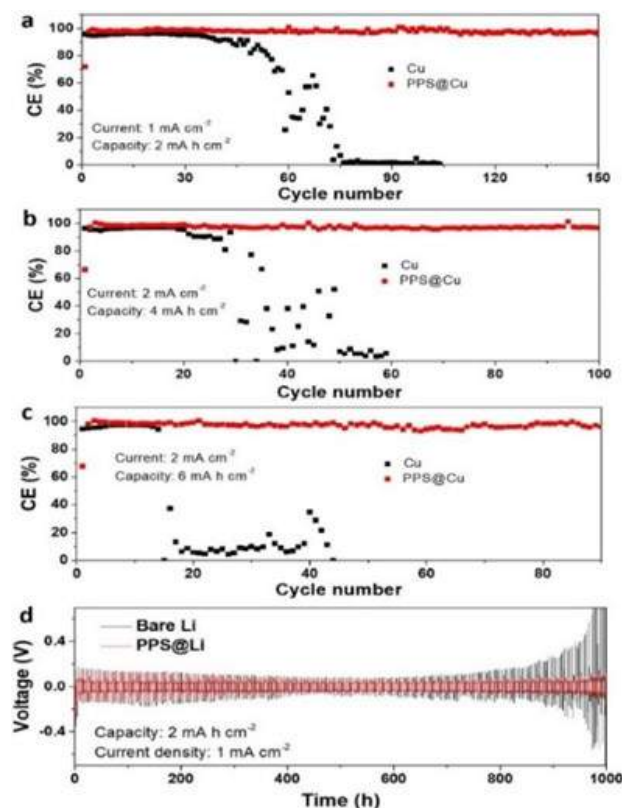 a
100
80
60
40
20
0
CE (%)
Cu
PPS@Cu
Current: 1 mA cm⁻²
Capacity: 2 mA h cm⁻²
0 30 60 90 120 150
Cycle number
b
100
80
60
40
20
0
CE (%)
Cu
PPS@Cu
Current: 2 mA cm⁻²
Capacity: 4 mA h cm⁻²
0 20 40 60 80 100
Cycle number
c
100
80
60
40
20
0
CE (%)
Current: 2 mA cm⁻²
Capacity: 6 mA h cm⁻²
Cu
PPS@Cu
0 20 40 60 80
Cycle number
d
Bare Li
PPS@Li
0.4
0.0
-0.4
Voltage (V)
Capacity: 2 mA h cm⁻²
Current density: 1 mA cm⁻²
0 200 400 600 800 1000
Time (h)